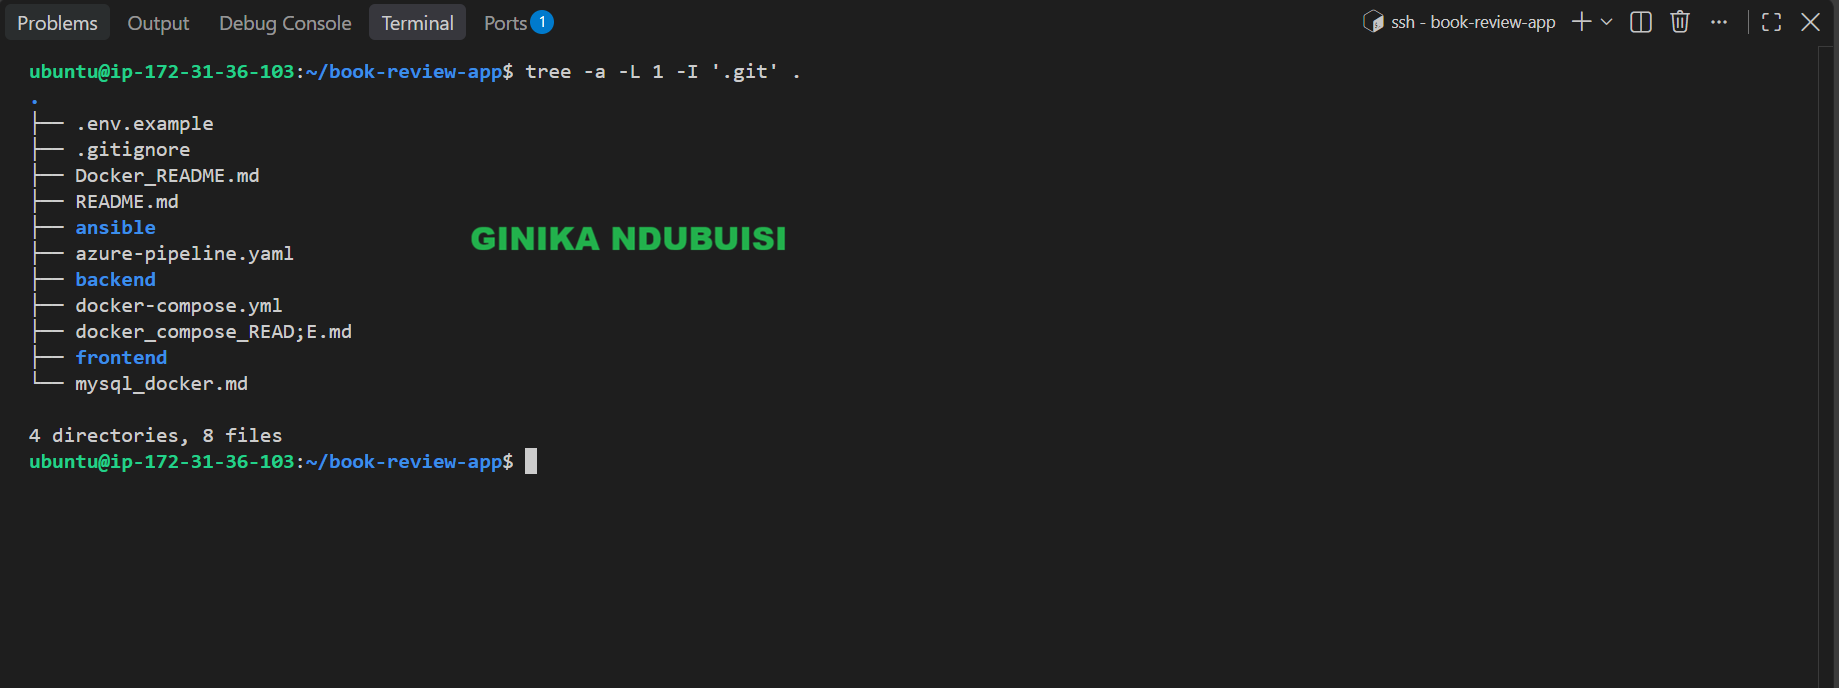 Problems Output Debug Console Terminal Ports 1 ssh - book-review-app
ubuntu@ip-172-31-36-103:~/book-review-app$ tree -a -L 1 -I '.git' .
.
├── .env.example
├── .gitignore
├── Docker_README.md
├── README.md
├── ansible
├── azure-pipeline.yaml
├── backend
├── docker-compose.yml
├── docker_compose_READ;E.md
├── frontend
└── mysql_docker.md
GINIKA NDUBUISI
4 directories, 8 files
ubuntu@ip-172-31-36-103:~/book-review-app$